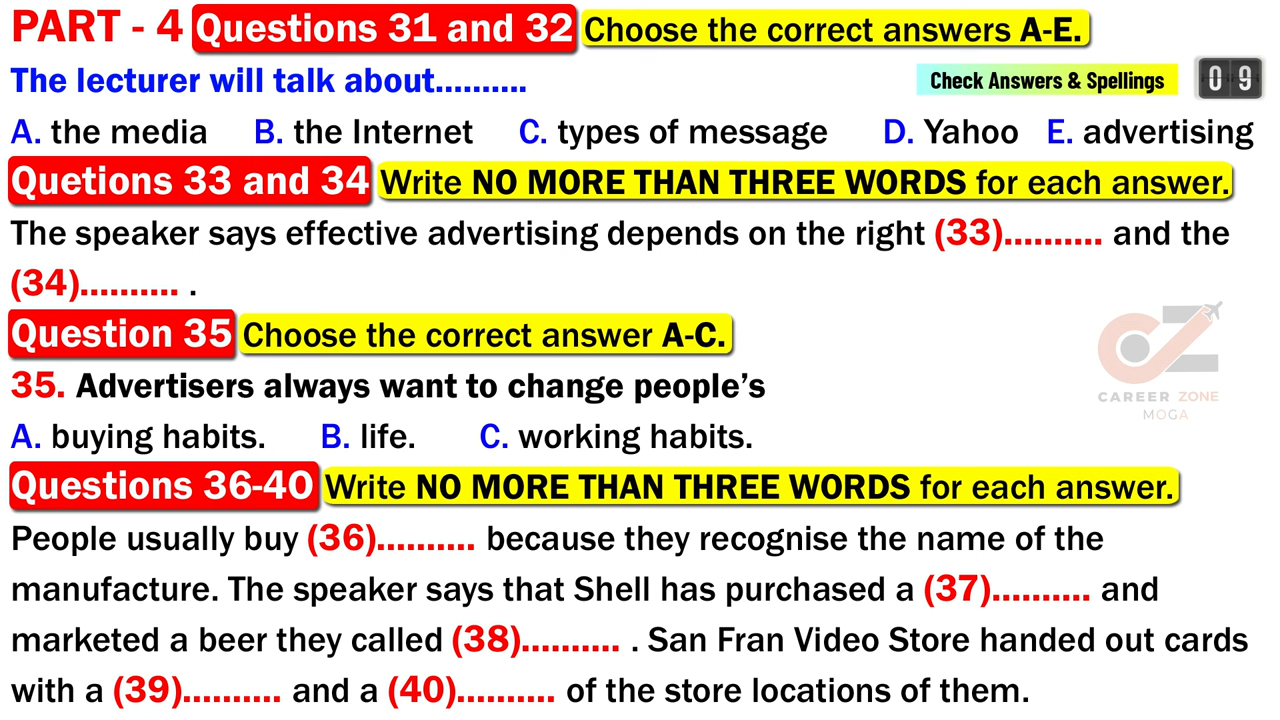 PART - 4 Questions 31 and 32 Choose the correct answers A-E.
The lecturer will talk about..........
Check Answers & Spellings 09
A. the media B. the Internet C. types of message D. Yahoo E. advertising
Quetions 33 and 34 Write NO MORE THAN THREE WORDS for each answer.
The speaker says effective advertising depends on the right (33).......... and the
(34).......... .
Question 35 Choose the correct answer A-C.
35. Advertisers always want to change people's
CAREER ZONE
MOGA
A. buying habits. B. life. C. working habits.
Questions 36-40 Write NO MORE THAN THREE WORDS for each answer.
People usually buy (36).......... because they recognise the name of the
manufacture. The speaker says that Shell has purchased a (37).......... and
marketed a beer they called (38).......... . San Fran Video Store handed out cards
with a (39).......... and a (40).......... of the store locations of them.